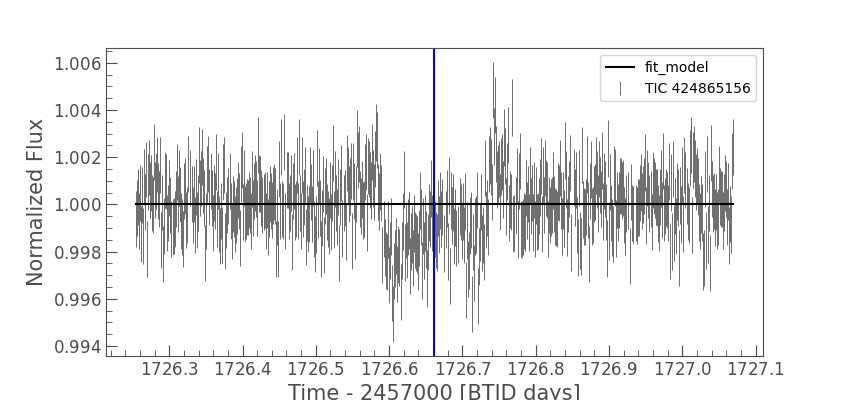 1.006
1.004
1.002
1.000
0.998
0.996
0.994
Normalized Flux
fit_model
TIC 424865156
1726.3 1726.4 1726.5 1726.6 1726.7 1726.8 1726.9 1727.0 1727.1
Time - 2457000 [BTJD days]